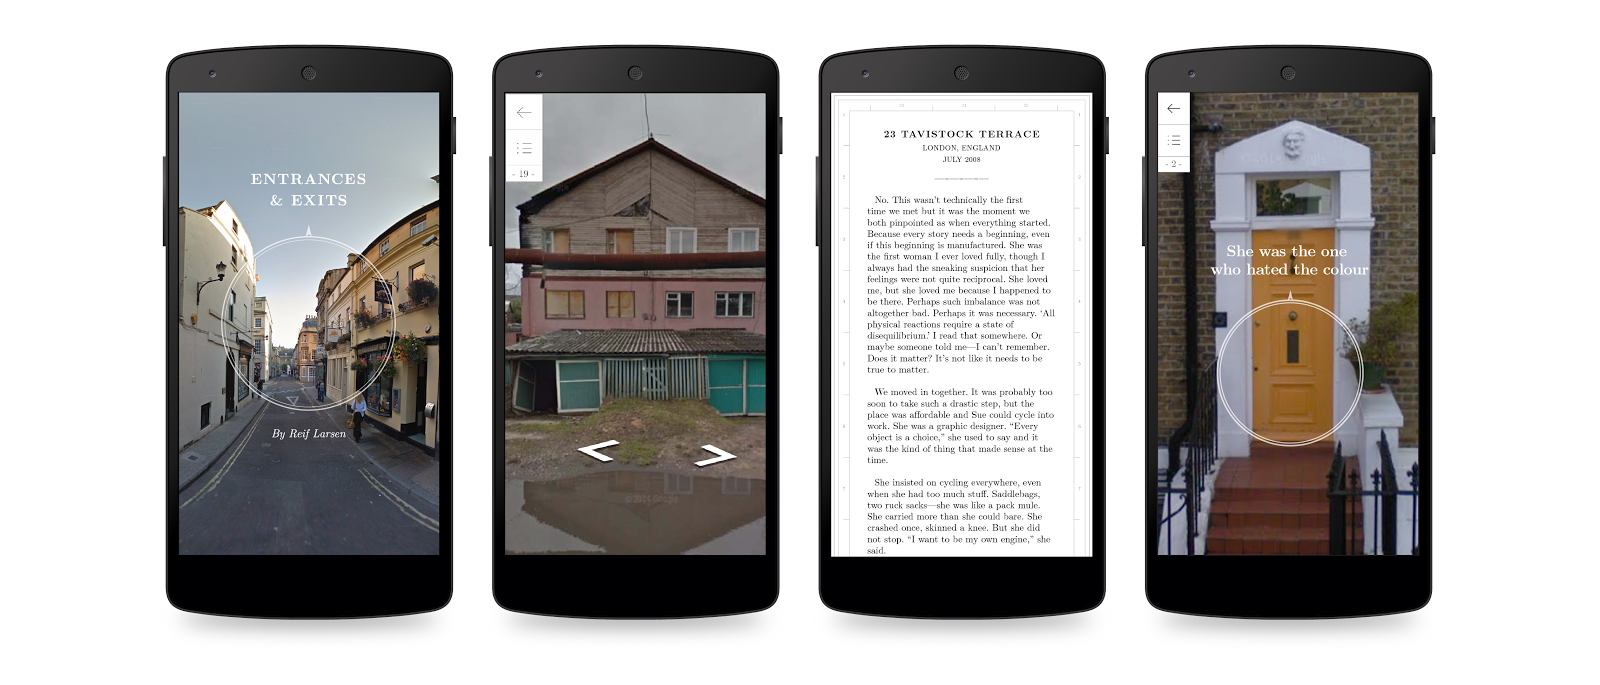 ENTRANCES
& EXITS
By Reif Larsen
- 19 -
© 2014 Google
23 TAVISTOCK TERRACE
LONDON, ENGLAND
JULY 2008
No. This wasn't technically the first
time we met but it was the moment we
both pinpointed as when everything started.
Because every story needs a beginning, even
if this beginning is manufactured. She was
the first woman I ever loved fully, though I
always had the sneaking suspicion that her
feelings were not quite reciprocal. She loved
me, but she loved me because I happened to
be there. Perhaps such imbalance was not
altogether bad. Perhaps it was necessary. ‘All
physical reactions require a state of
disequilibrium.’ I read that somewhere. Or
maybe someone told me—I can't remember.
Does it matter? It's not like it needs to be
true to matter.
We moved in together. It was probably too
soon to take such a drastic step, but the
place was affordable and Sue could cycle into
work. She was a graphic designer. “Every
object is a choice,” she used to say and it
was the kind of thing that made sense at the
time.
She insisted on cycling everywhere, even
when she had too much stuff. Saddlebags,
two ruck sacks—she was like a pack mule.
She carried more than she could bare. She
crashed once, skinned a knee. But she did
not stop. “I want to be my own engine,” she
said.
- 2 -
She was the one
who hated the colour